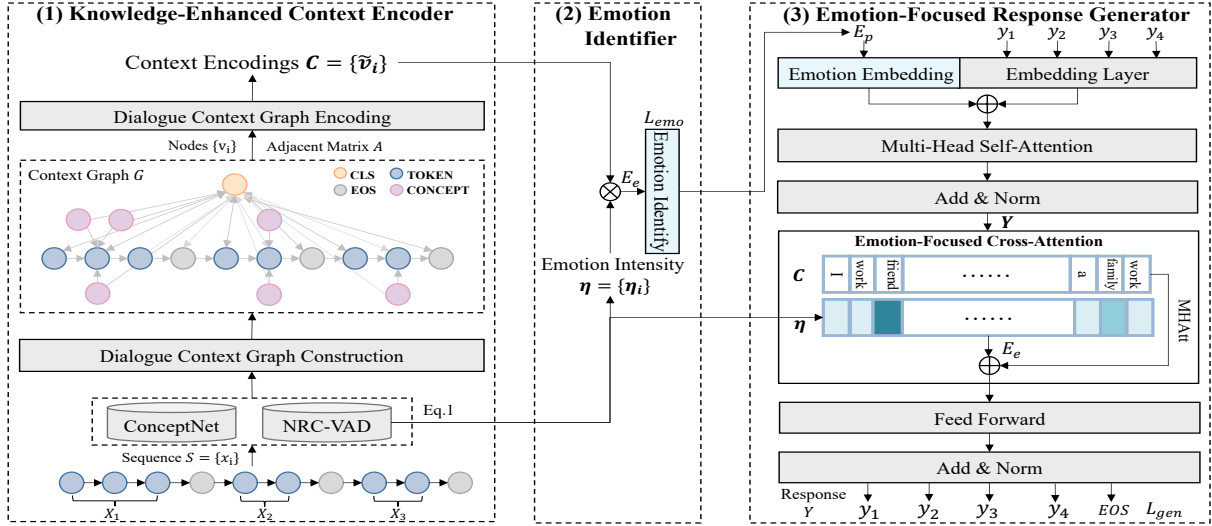 (1) Knowledge-Enhanced Context Encoder
Context Encodings C = {ṽᵢ}
Dialogue Context Graph Encoding
Nodes {vᵢ}
Adjacent Matrix A
Context Graph G
CLS
TOKEN
EOS
CONCEPT
Dialogue Context Graph Construction
ConceptNet
NRC-VAD
Eq.1
Sequence S = {xᵢ}
X₁
X₂
X₃
(2) Emotion
Identifier
L_emo
Emotion Identify
E_e
Emotion Intensity
η = {ηᵢ}
(3) Emotion-Focused Response Generator
E_p
y₁
y₂
y₃
y₄
Emotion Embedding
Embedding Layer
Multi-Head Self-Attention
Add & Norm
Y
Emotion-Focused Cross-Attention
C
I
work
friend
······
a
family
work
η
······
MHAtt
E_e
Feed Forward
Add & Norm
Response
Y
y₁
y₂
y₃
y₄
EOS
L_gen